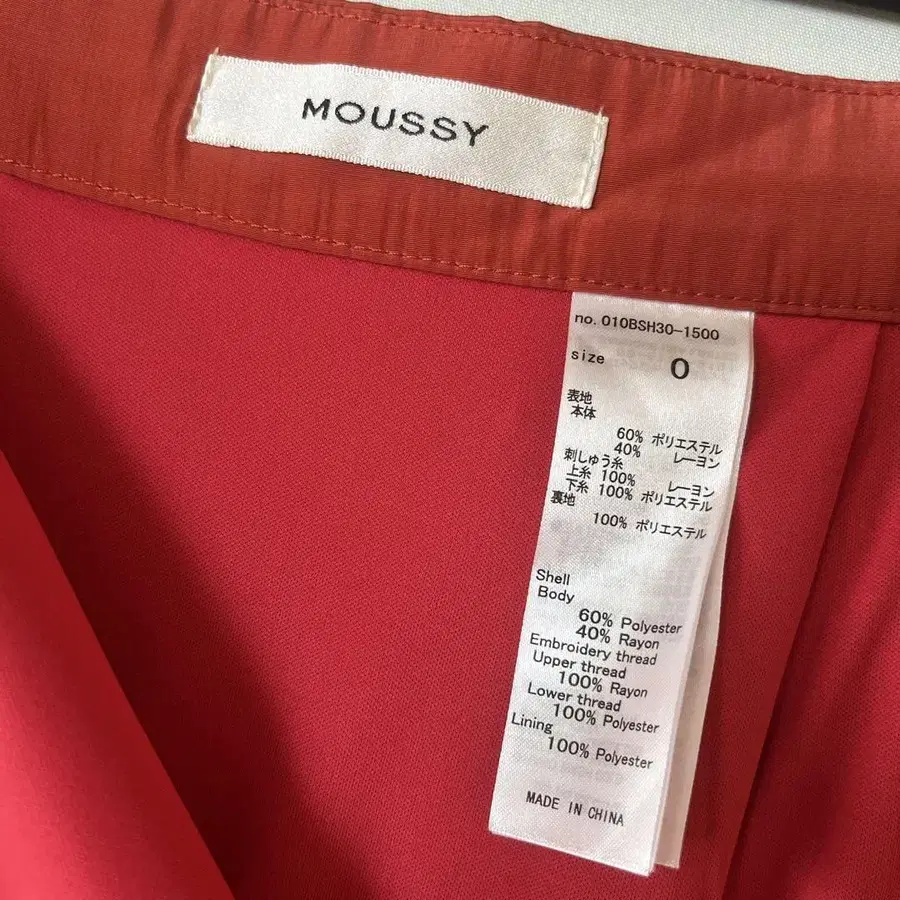 MOUSSY
no. 010BSH30-1500
size 0
表地
本体
60% ポリエステル
40% レーヨン
刺しゅう糸
上糸 100% レーヨン
下糸 100% ポリエステル
裏地
100% ポリエステル
Shell
Body
60% Polyester
40% Rayon
Embroidery thread
Upper thread
100% Rayon
Lower thread
100% Polyester
Lining
100% Polyester
MADE IN CHINA